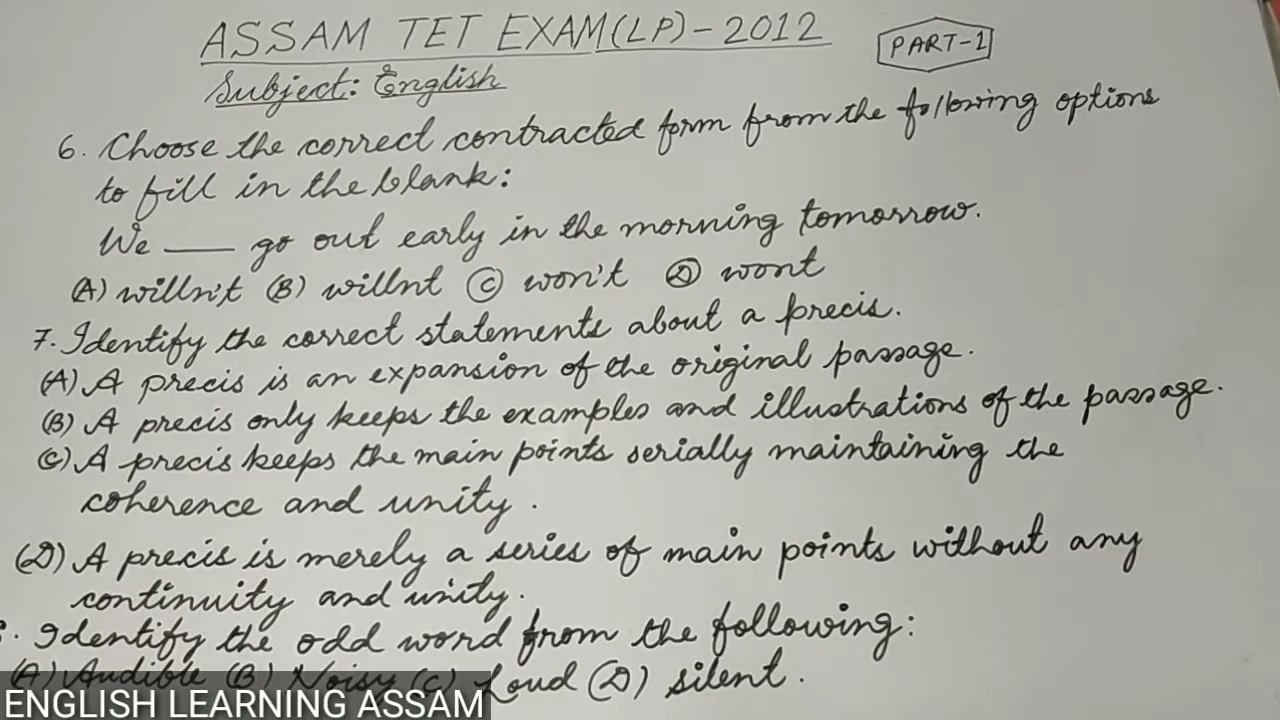 ASSAM TET EXAM(LP)-2012
PART-1
Subject: English
6. Choose the correct contracted form from the following options
to fill in the blank:
We ___ go out early in the morning tomorrow.
(A) willn't (B) willnt (C) won't (D) wont
7. Identify the correct statements about a precis.
(A) A precis is an expansion of the original passage.
(B) A precis only keeps the examples and illustrations of the passage.
(C) A precis keeps the main points serially maintaining the
coherence and unity.
(D) A precis is merely a series of main points without any
continuity and unity.
. Identify the odd word from the following:
(A) Audible (B) Noisy (C) Loud (D) silent.
ENGLISH LEARNING ASSAM